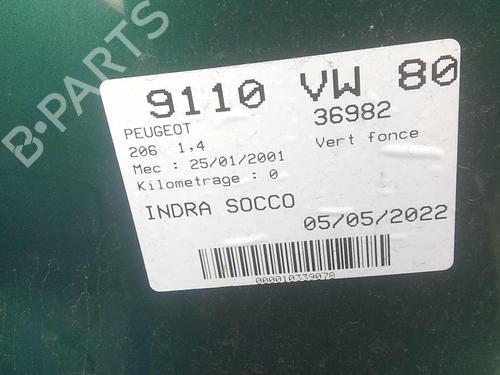 B-PARTS
9110 VW 80
PEUGEOT 36982
206 1,4 Vert fonce
Mec : 25/01/2001
Kilometrage : 0
INDRA SOCCO 05/05/2022
000010339078